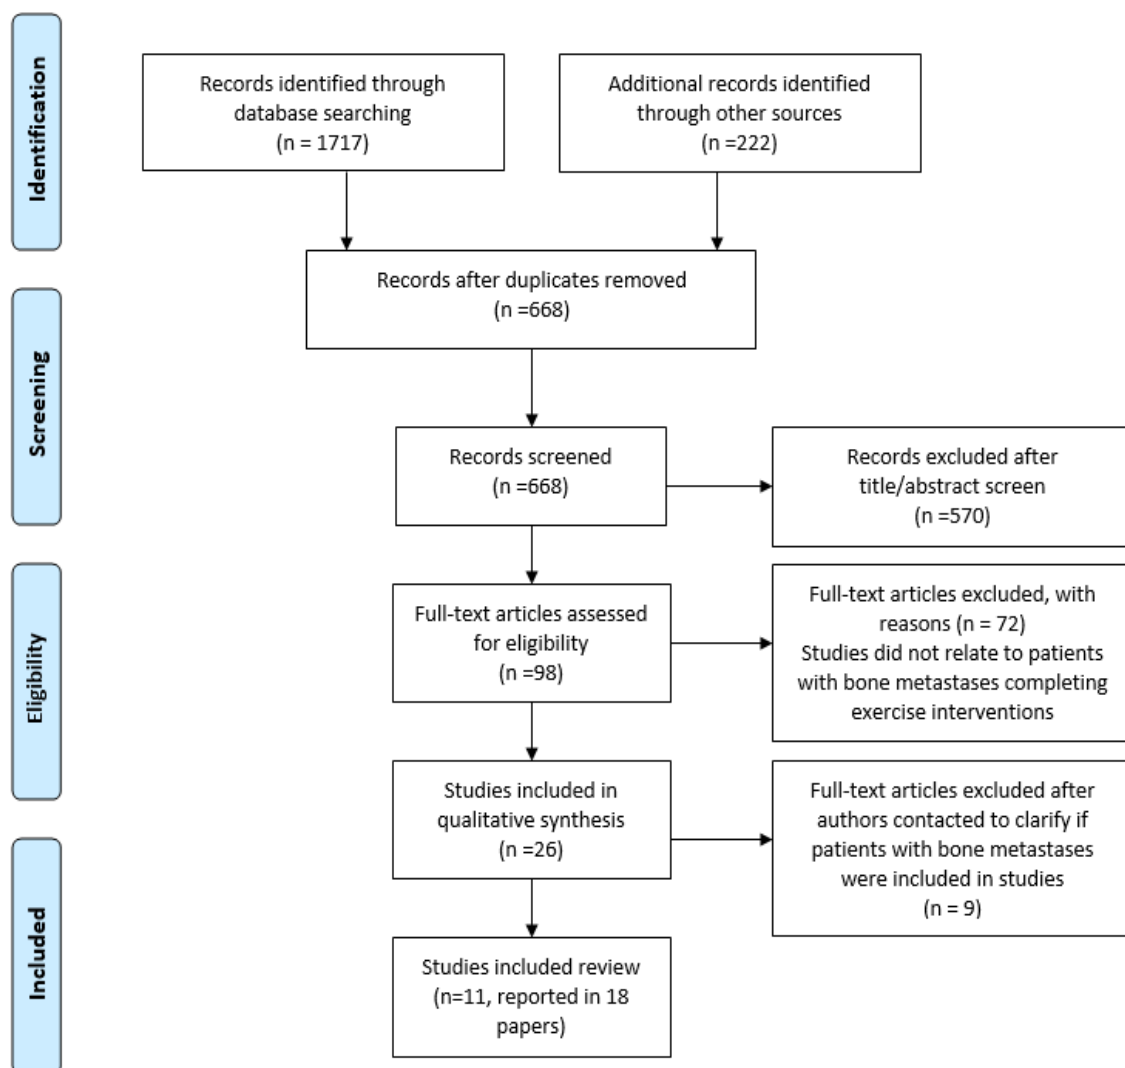 Identification
Records identified through
database searching
(n = 1717)
Additional records identified
through other sources
(n =222)
Records after duplicates removed
(n =668)
Screening
Records screened
(n =668)
Records excluded after
title/abstract screen
(n =570)
Eligibility
Full-text articles assessed
for eligibility
(n =98)
Full-text articles excluded, with
reasons (n = 72)
Studies did not relate to patients
with bone metastases completing
exercise interventions
Studies included in
qualitative synthesis
(n =26)
Full-text articles excluded after
authors contacted to clarify if
patients with bone metastases
were included in studies
(n = 9)
Included
Studies included review
(n=11, reported in 18
papers)